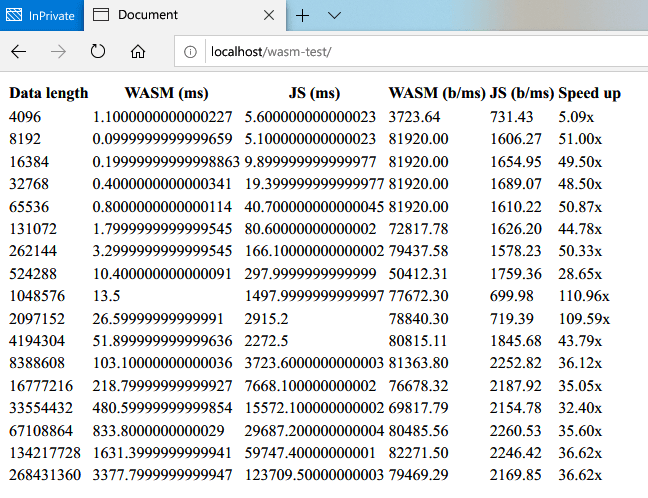 InPrivate Document
localhost/wasm-test/
Data length WASM (ms) JS (ms) WASM (b/ms) JS (b/ms) Speed up
4096 1.1000000000000227 5.600000000000023 3723.64 731.43 5.09x
8192 0.0999999999999659 5.100000000000023 81920.00 1606.27 51.00x
16384 0.19999999999998863 9.899999999999977 81920.00 1654.95 49.50x
32768 0.4000000000000341 19.399999999999977 81920.00 1689.07 48.50x
65536 0.8000000000000114 40.700000000000045 81920.00 1610.22 50.87x
131072 1.7999999999999545 80.60000000000002 72817.78 1626.20 44.78x
262144 3.2999999999999545 166.10000000000002 79437.58 1578.23 50.33x
524288 10.400000000000091 297.9999999999999 50412.31 1759.36 28.65x
1048576 13.5 1497.9999999999997 77672.30 699.98 110.96x
2097152 26.59999999999991 2915.2 78840.30 719.39 109.59x
4194304 51.899999999999636 2272.5 80815.11 1845.68 43.79x
8388608 103.10000000000036 3723.6000000000003 81363.80 2252.82 36.12x
16777216 218.79999999999927 7668.100000000002 76678.32 2187.92 35.05x
33554432 480.59999999999854 15572.100000000002 69817.79 2154.78 32.40x
67108864 833.8000000000029 29687.200000000004 80485.56 2260.53 35.60x
134217728 1631.3999999999941 59747.40000000001 82271.50 2246.42 36.62x
268431360 3377.7999999999947 123709.50000000003 79469.29 2169.85 36.62x